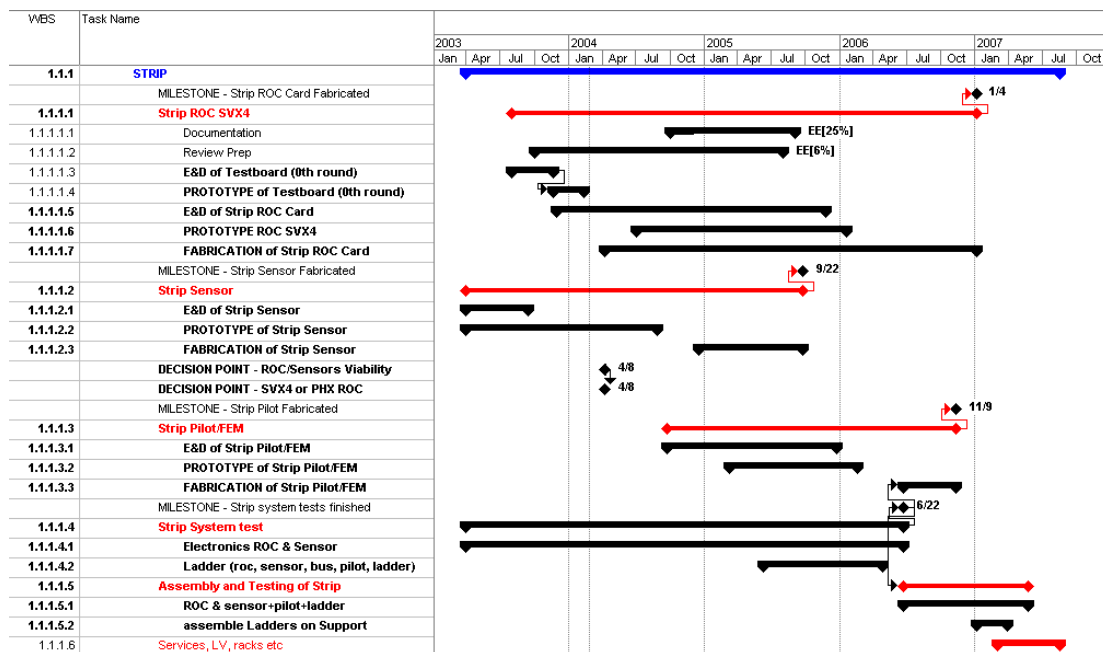 WBS Task Name
2003 2004 2005 2006 2007
Jan Apr Jul Oct Jan Apr Jul Oct Jan Apr Jul Oct Jan Apr Jul Oct Jan Apr Jul Oct
1.1.1 STRIP
MILESTONE - Strip ROC Card Fabricated 1/4
1.1.1.1 Strip ROC SVX4
1.1.1.1.1 Documentation EE[25%]
1.1.1.1.2 Review Prep EE[6%]
1.1.1.1.3 E&D of Testboard (0th round)
1.1.1.1.4 PROTOTYPE of Testboard (0th round)
1.1.1.1.5 E&D of Strip ROC Card
1.1.1.1.6 PROTOTYPE ROC SVX4
1.1.1.1.7 FABRICATION of Strip ROC Card
MILESTONE - Strip Sensor Fabricated 9/22
1.1.1.2 Strip Sensor
1.1.1.2.1 E&D of Strip Sensor
1.1.1.2.2 PROTOTYPE of Strip Sensor
1.1.1.2.3 FABRICATION of Strip Sensor
DECISION POINT - ROC/Sensors Viability 4/8
DECISION POINT - SVX4 or PHX ROC 4/8
MILESTONE - Strip Pilot Fabricated 11/9
1.1.1.3 Strip Pilot/FEM
1.1.1.3.1 E&D of Strip Pilot/FEM
1.1.1.3.2 PROTOTYPE of Strip Pilot/FEM
1.1.1.3.3 FABRICATION of Strip Pilot/FEM
MILESTONE - Strip system tests finished 6/22
1.1.1.4 Strip System test
1.1.1.4.1 Electronics ROC & Sensor
1.1.1.4.2 Ladder (roc, sensor, bus, pilot, ladder)
1.1.1.5 Assembly and Testing of Strip
1.1.1.5.1 ROC & sensor+pilot+ladder
1.1.1.5.2 assemble Ladders on Support
1.1.1.6 Services, LV, racks etc